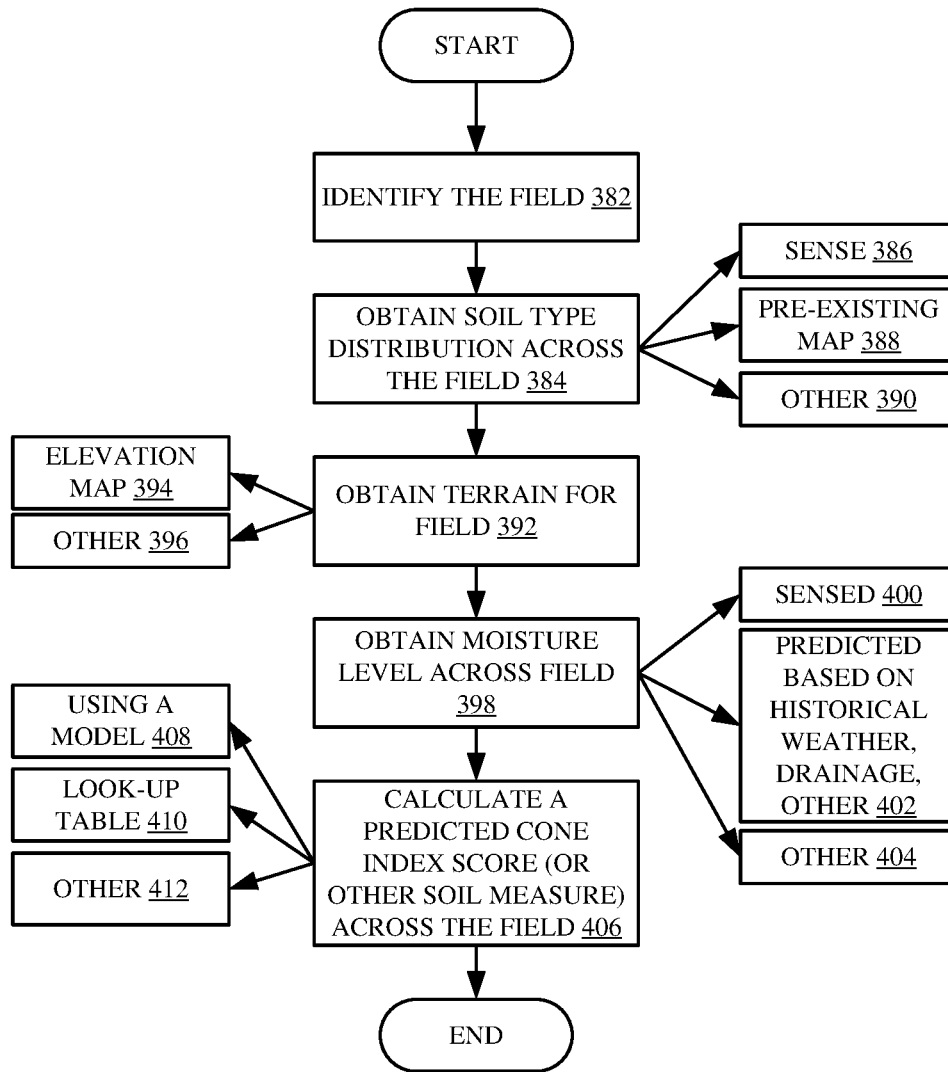 START
IDENTIFY THE FIELD 382
OBTAIN SOIL TYPE
DISTRIBUTION ACROSS
THE FIELD 384
SENSE 386
PRE-EXISTING
MAP 388
OTHER 390
ELEVATION
MAP 394
OTHER 396
OBTAIN TERRAIN FOR
FIELD 392
OBTAIN MOISTURE
LEVEL ACROSS FIELD
398
SENSED 400
PREDICTED
BASED ON
HISTORICAL
WEATHER,
DRAINAGE,
OTHER 402
OTHER 404
USING A
MODEL 408
LOOK-UP
TABLE 410
OTHER 412
CALCULATE A
PREDICTED CONE
INDEX SCORE (OR
OTHER SOIL MEASURE)
ACROSS THE FIELD 406
END